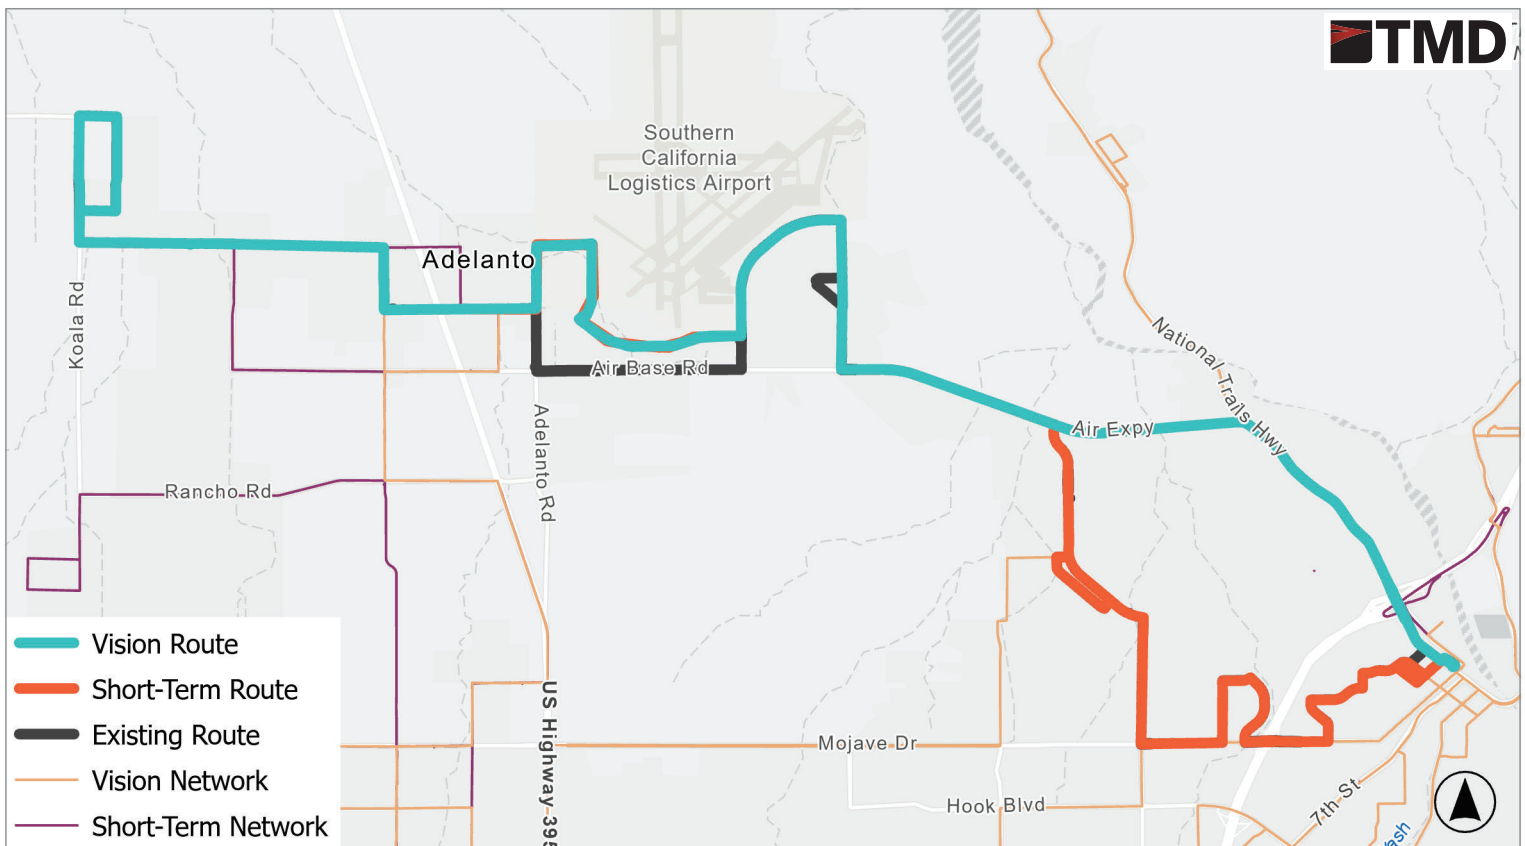 TMD
Southern
California
Logistics Airport
Adelanto
Koala Rd
National Trails Hwy
Air Base Rd
Adelanto Rd
Air Expy
Rancho Rd
Vision Route
Short-Term Route
Existing Route
Vision Network
Short-Term Network
US Highway 395
Mojave Dr
Hook Blvd
7th St